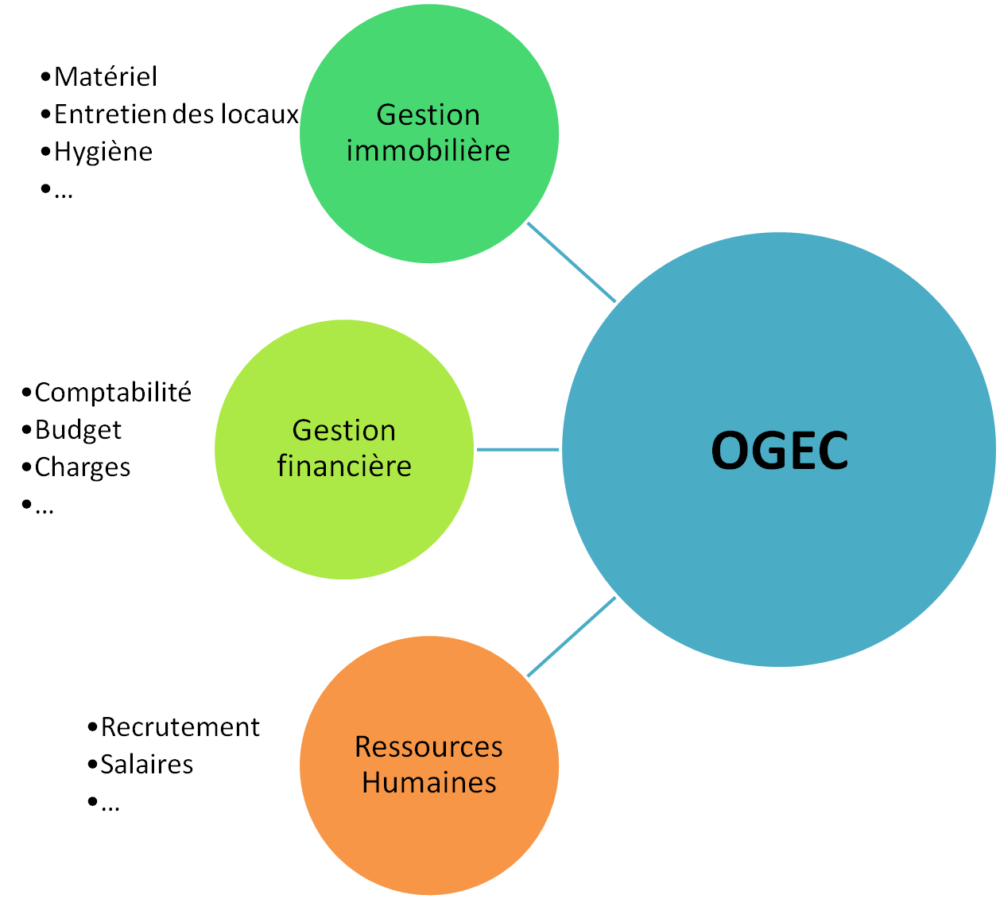 •Matériel
•Entretien des locaux
•Hygiène
•...
Gestion
immobilière
•Comptabilité
•Budget
•Charges
•...
Gestion
financière
OGEC
•Recrutement
•Salaires
•...
Ressources
Humaines